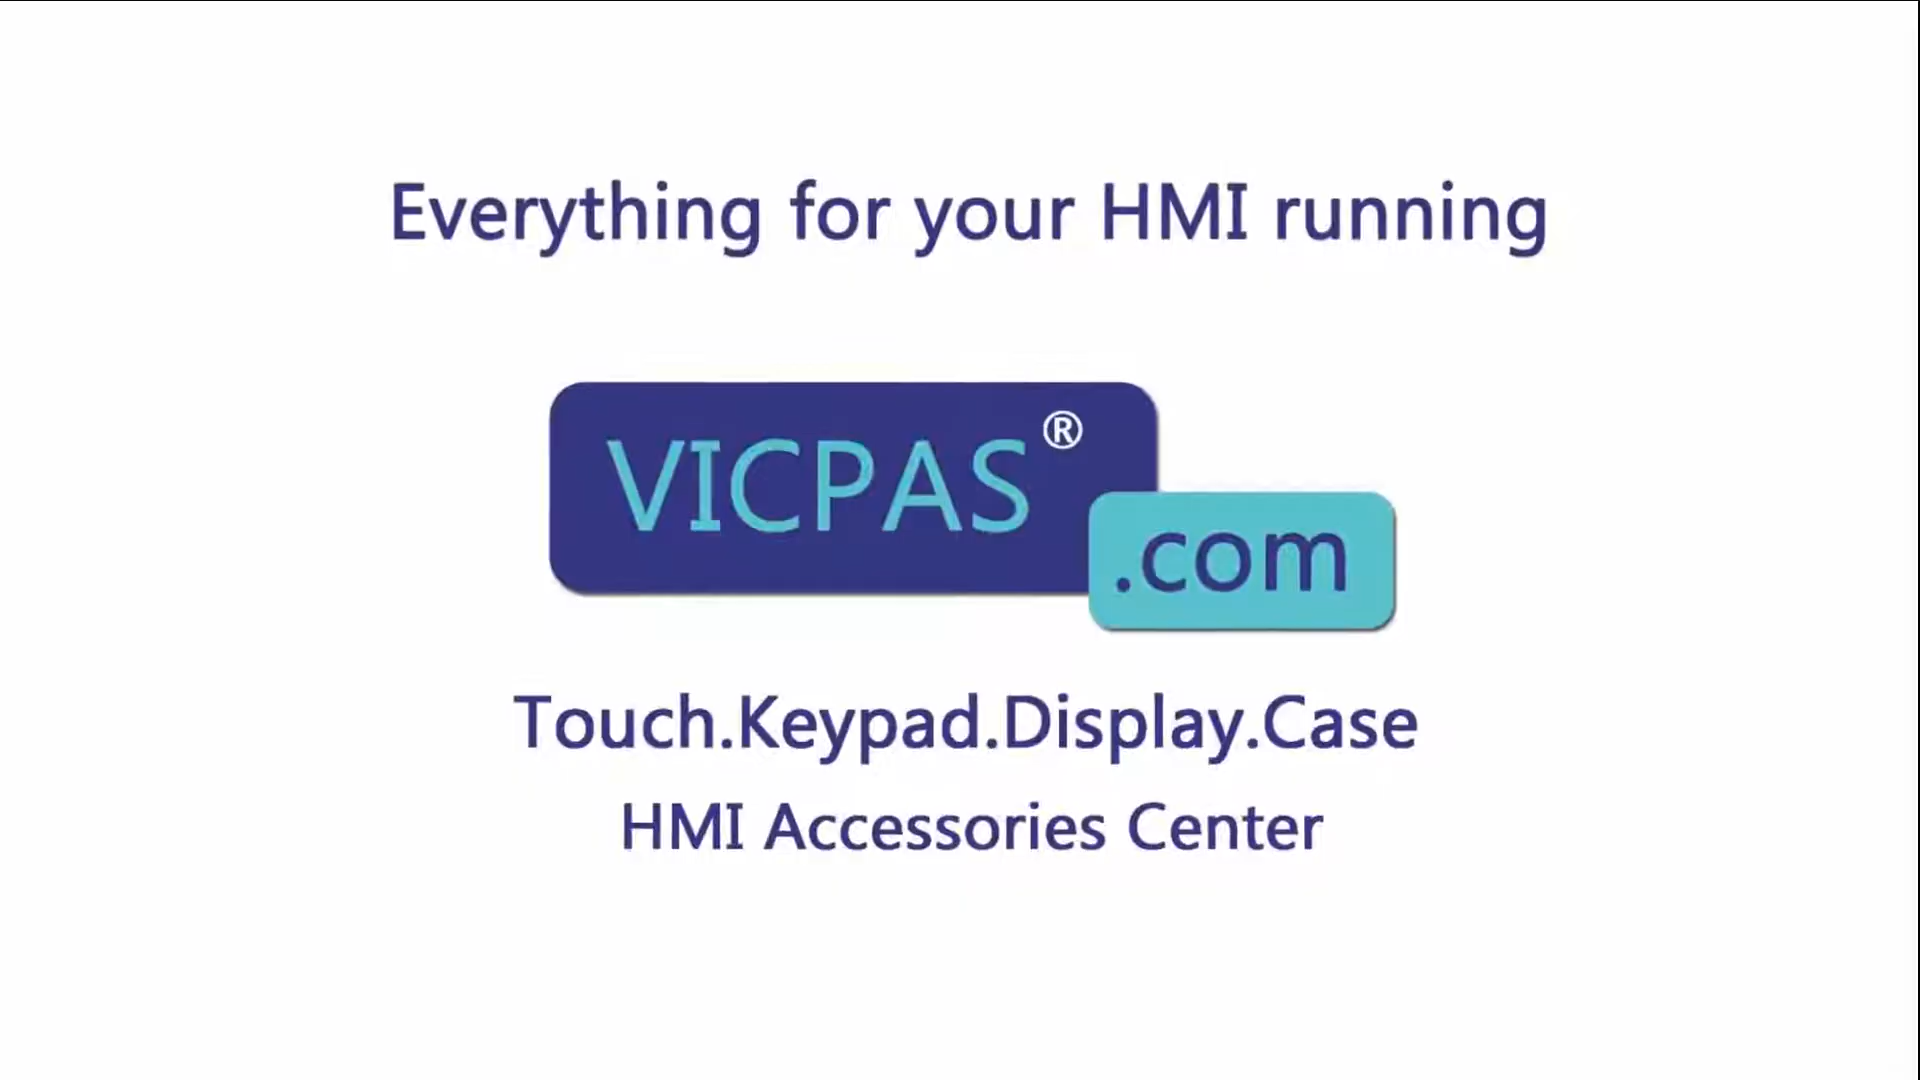 Everything for your HMI running
VICPAS®
.com
Touch.Keypad.Display.Case
HMI Accessories Center